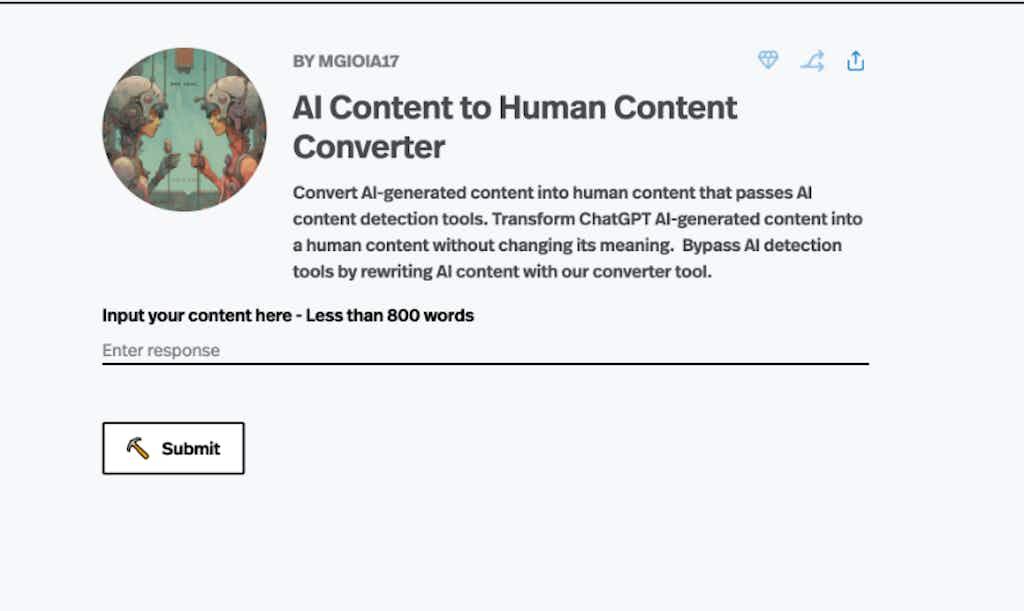 BY MGIOIA17
AI Content to Human Content
Converter
Convert AI-generated content into human content that passes AI
content detection tools. Transform ChatGPT AI-generated content into
a human content without changing its meaning.  Bypass AI detection
tools by rewriting AI content with our converter tool.
Input your content here - Less than 800 words
Enter response
Submit